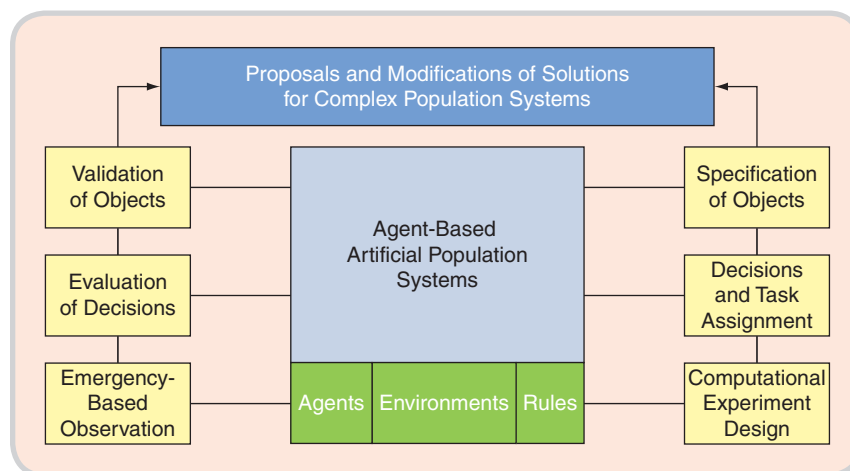 Proposals and Modifications of Solutions
for Complex Population Systems
Validation
of Objects
Agent-Based
Artificial Population
Systems
Specification
of Objects
Evaluation
of Decisions
Decisions
and Task
Assignment
Emergency-
Based
Observation
Agents
Environments
Rules
Computational
Experiment
Design